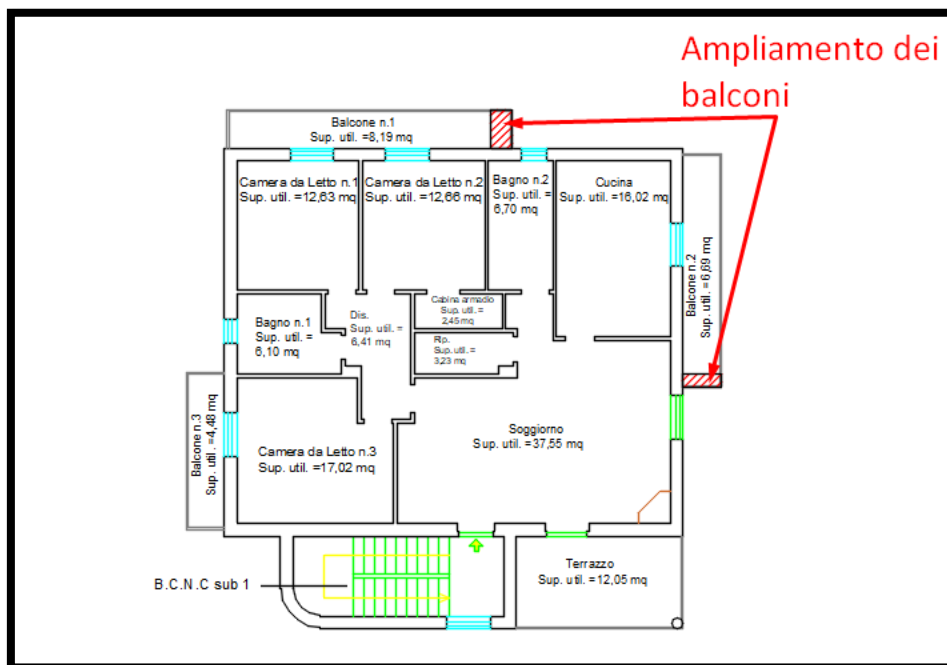 Ampliamento dei
balconi
Balcone n.1
Sup. util. =8,19 mq
Camera da Letto n.1
Sup. util. =12,63 mq
Camera da Letto n.2
Sup. util. =12,66 mq
Bagno n.2
Sup. util. =
6,70 mq
Cucina
Sup. util. =16,02 mq
Balcone n.2
Sup. util. =6,69 mq
Cabina armadio
Sup. util. =
2,45 mq
Dis.
Sup. util. =
6,41 mq
Bagno n.1
Sup. util. =
6,10 mq
Rp.
Sup. util. =
3,23 mq
Balcone n.3
Sup. util. =4,48 mq
Camera da Letto n.3
Sup. util. =17,02 mq
Soggiorno
Sup. util. =37,55 mq
B.C.N.C sub 1
Terrazzo
Sup. util. =12,05 mq